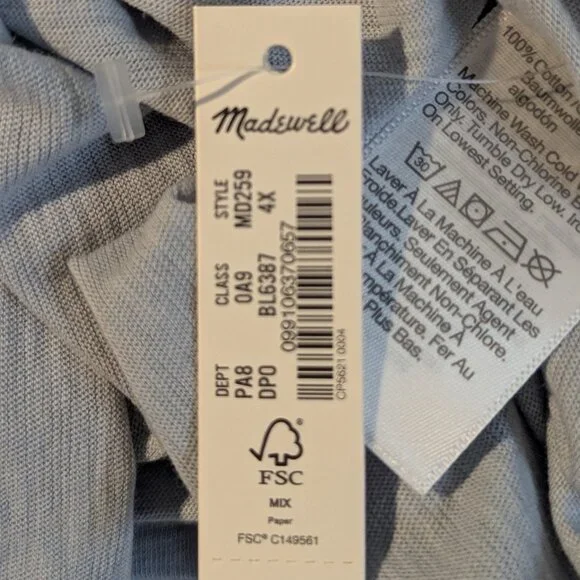 Madewell
DEPT CLASS STYLE
PA8 0A9 MD259
DPO BL6387 4X
099106370657
CP5621 0004
FSC
MIX
Paper
FSC® C149561
100% Cotton
algodón
Machine Wash Cold
Colors. Non-Chlorine
Only. Tumble Dry Low.
On Lowest Setting.
30
Laver À La Machine À L'eau
Froide. Laver En Séparant Les
Seulement Agent
Blanchiment Non-Chlore,
À La Machine À
Température, Fer Au
Plus Bas.